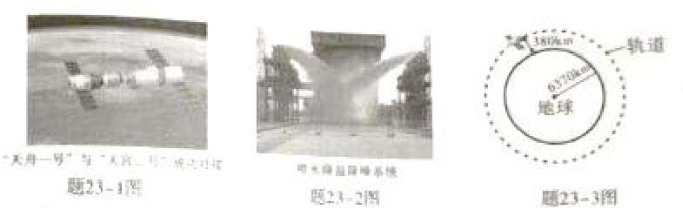 "天舟一号"与"天宫二号"成功对接
题23-1图
喷水降温降噪系统
题23-2图
380km
轨道
6370km
地球
题23-3图